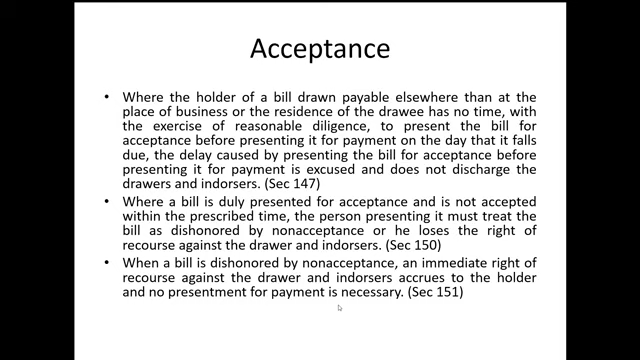 Acceptance
• Where the holder of a bill drawn payable elsewhere than at the
place of business or the residence of the drawee has no time, with
the exercise of reasonable diligence, to present the bill for
acceptance before presenting it for payment on the day that it falls
due, the delay caused by presenting the bill for acceptance before
presenting it for payment is excused and does not discharge the
drawers and indorsers. (Sec 147)
• Where a bill is duly presented for acceptance and is not accepted
within the prescribed time, the person presenting it must treat the
bill as dishonored by nonacceptance or he loses the right of
recourse against the drawer and indorsers. (Sec 150)
• When a bill is dishonored by nonacceptance, an immediate right of
recourse against the drawer and indorsers accrues to the holder
and no presentment for payment is necessary. (Sec 151)